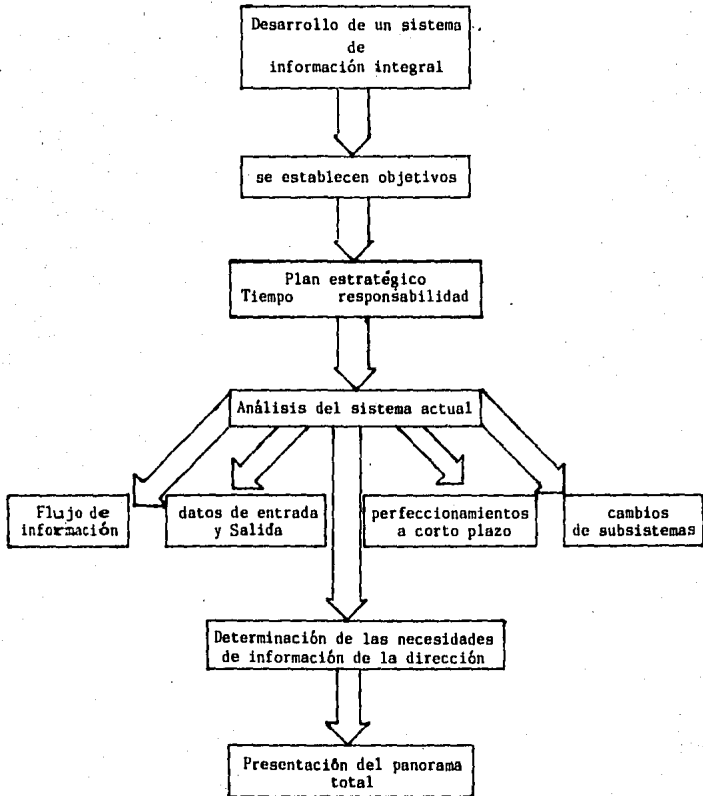 Desarrollo de un sistema
de
información integral
se establecen objetivos
Plan estratégico
Tiempo responsabilidad
Análisis del sistema actual
Flujo de
información
datos de entrada
y Salida
perfeccionamientos
a corto plazo
cambios
de subsistemas
Determinación de las necesidades
de información de la dirección
Presentación del panorama
total